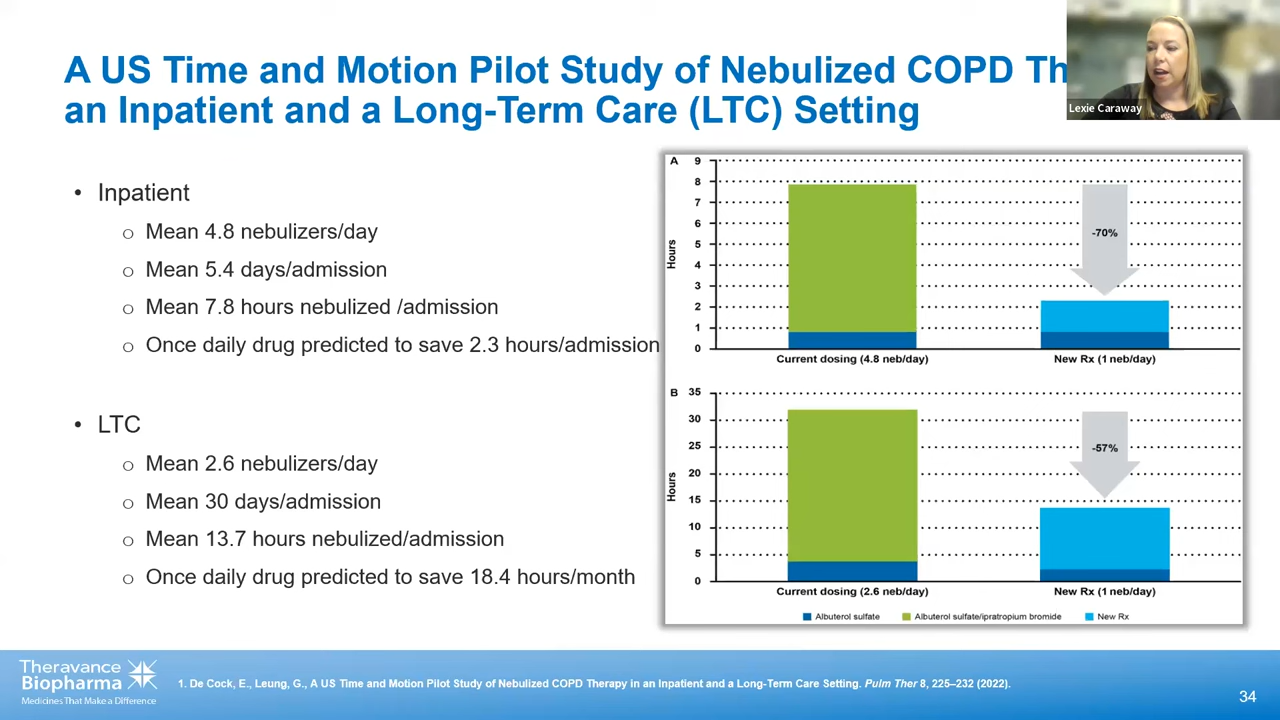 A US Time and Motion Pilot Study of Nebulized COPD Th
an Inpatient and a Long-Term Care (LTC) Setting
Lexie Caraway
• Inpatient
o Mean 4.8 nebulizers/day
o Mean 5.4 days/admission
o Mean 7.8 hours nebulized /admission
o Once daily drug predicted to save 2.3 hours/admission
• LTC
o Mean 2.6 nebulizers/day
o Mean 30 days/admission
o Mean 13.7 hours nebulized/admission
o Once daily drug predicted to save 18.4 hours/month
A
Hours
9
8
7
6
5
4
3
2
1
0
-70%
Current dosing (4.8 neb/day) New Rx (1 neb/day)
B
Hours
35
30
25
20
15
10
5
0
-57%
Current dosing (2.6 neb/day) New Rx (1 neb/day)
Albuterol sulfate Albuterol sulfate/ipratropium bromide New Rx
Theravance
Biopharma
Medicines That Make a Difference
1. De Cock, E., Leung, G., A US Time and Motion Pilot Study of Nebulized COPD Therapy in an Inpatient and a Long-Term Care Setting. Pulm Ther 8, 225–232 (2022).
34